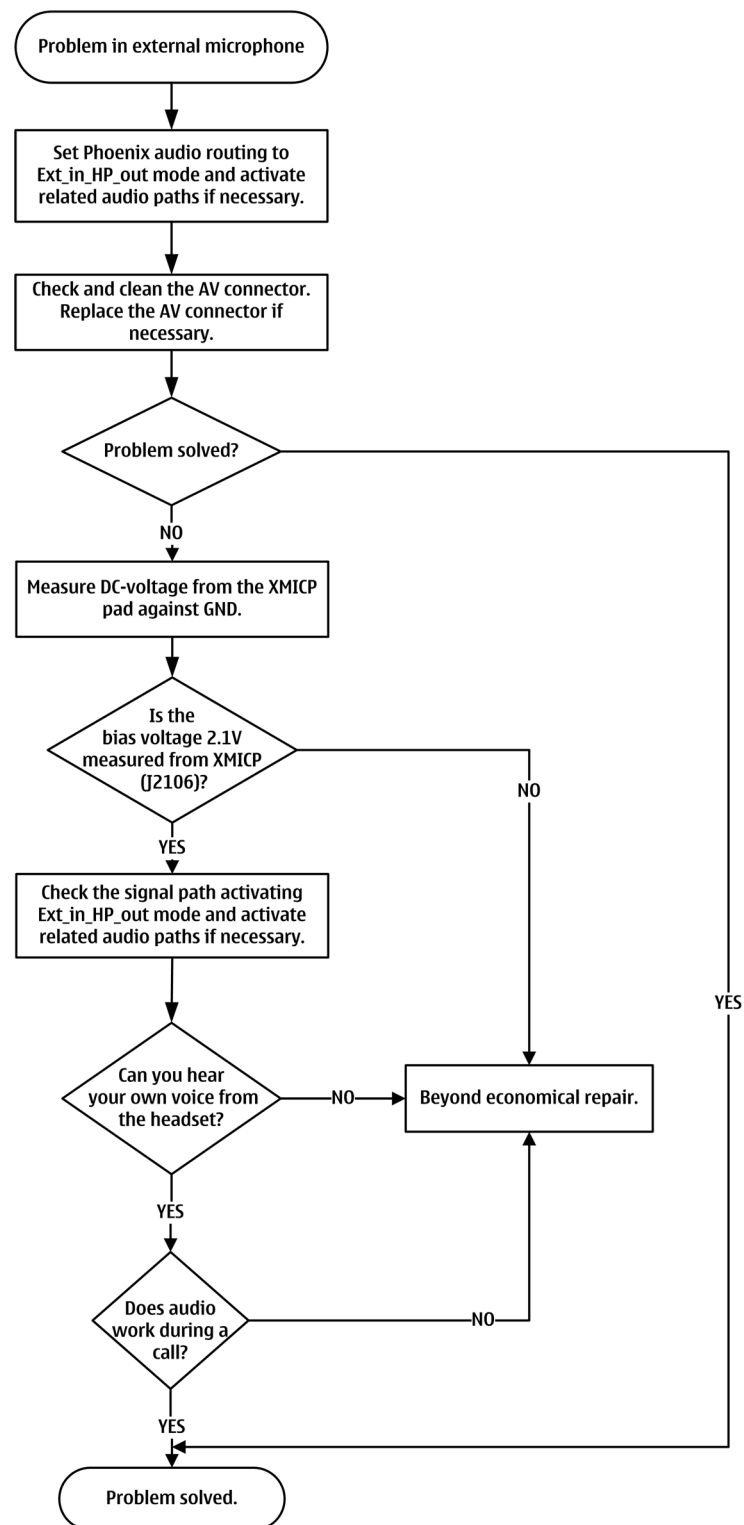 Problem in external microphone
Set Phoenix audio routing to
Ext_in_HP_out mode and activate
related audio paths if necessary.
Check and clean the AV connector.
Replace the AV connector if
necessary.
Problem solved?
NO
Measure DC-voltage from the XMICP
pad against GND.
Is the
bias voltage 2.1V
measured from XMICP
(J2106)?
NO
YES
Check the signal path activating
Ext_in_HP_out mode and activate
related audio paths if necessary.
YES
Can you hear
your own voice from
the headset?
NO
Beyond economical repair.
YES
Does audio
work during a
call?
NO
YES
Problem solved.